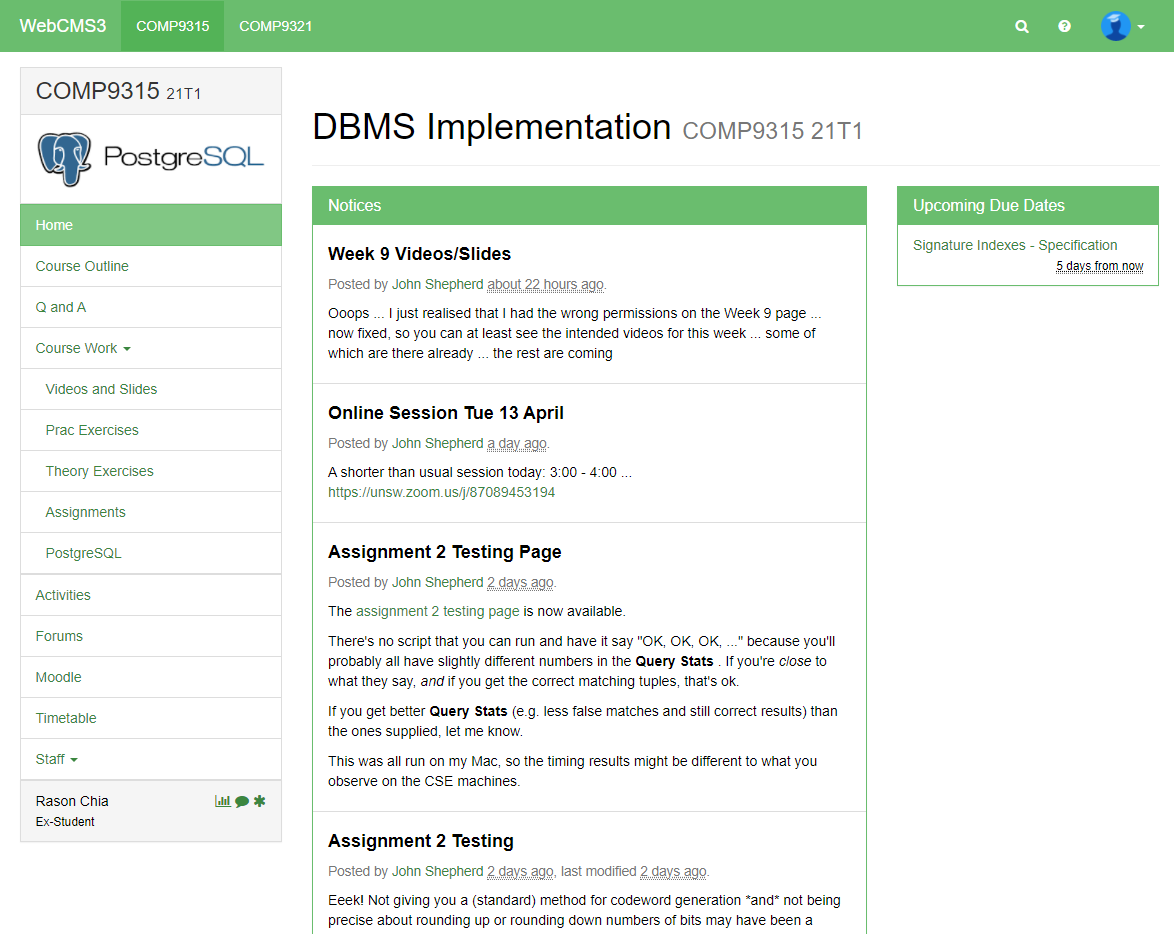 WebCMS3 COMP9315 COMP9321
COMP9315 21T1
PostgreSQL
Home
Course Outline
Q and A
Course Work
Videos and Slides
Prac Exercises
Theory Exercises
Assignments
PostgreSQL
Activities
Forums
Moodle
Timetable
Staff
Rason Chia
Ex-Student
DBMS Implementation COMP9315 21T1
Notices
Week 9 Videos/Slides
Posted by John Shepherd about 22 hours ago.
Ooops ... I just realised that I had the wrong permissions on the Week 9 page ...
now fixed, so you can at least see the intended videos for this week ... some of
which are there already ... the rest are coming
Online Session Tue 13 April
Posted by John Shepherd a day ago.
A shorter than usual session today: 3:00 - 4:00 ...
https://unsw.zoom.us/j/87089453194
Assignment 2 Testing Page
Posted by John Shepherd 2 days ago.
The assignment 2 testing page is now available.
There's no script that you can run and have it say "OK, OK, OK, ..." because you'll
probably all have slightly different numbers in the Query Stats . If you're close to
what they say, and if you get the correct matching tuples, that's ok.
If you get better Query Stats (e.g. less false matches and still correct results) than
the ones supplied, let me know.
This was all run on my Mac, so the timing results might be different to what you
observe on the CSE machines.
Assignment 2 Testing
Posted by John Shepherd 2 days ago, last modified 2 days ago.
Eeek! Not giving you a (standard) method for codeword generation *and* not being
precise about rounding up or rounding down numbers of bits may have been a
Upcoming Due Dates
Signature Indexes - Specification
5 days from now